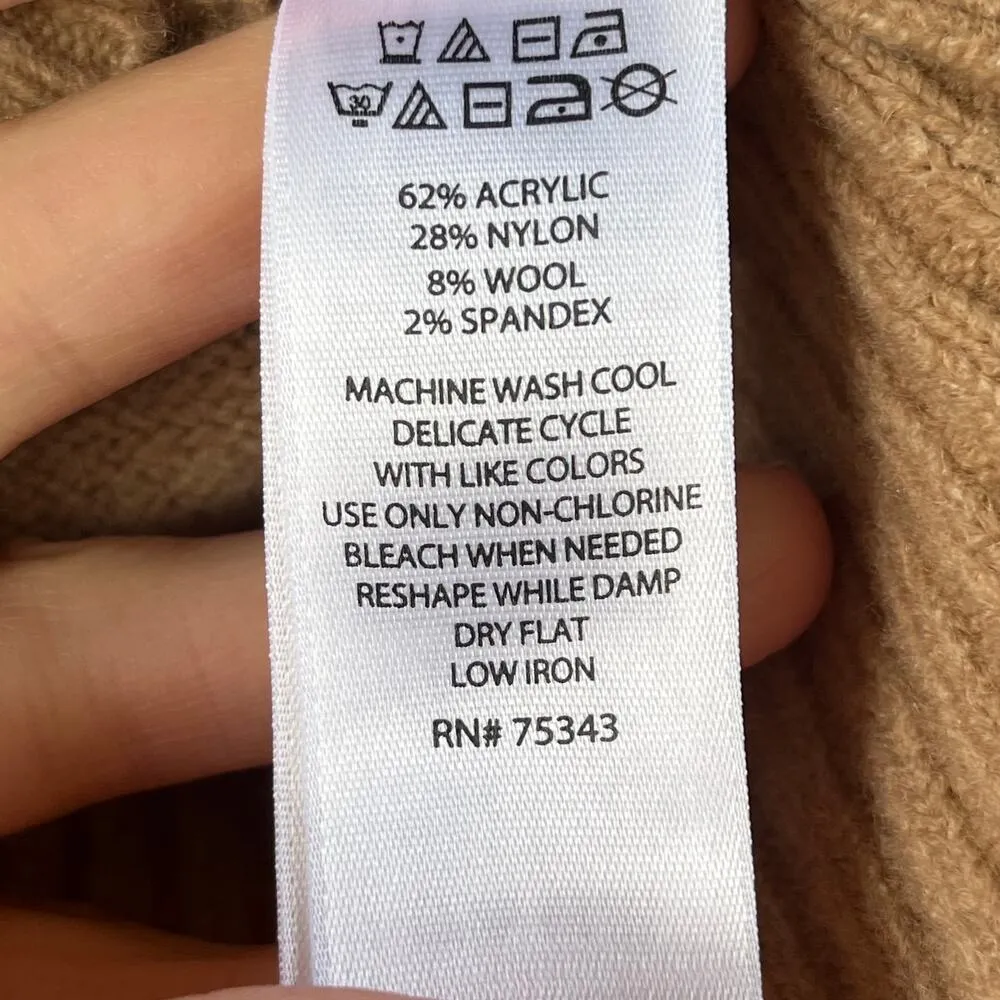 30
62% ACRYLIC
28% NYLON
8% WOOL
2% SPANDEX
MACHINE WASH COOL
DELICATE CYCLE
WITH LIKE COLORS
USE ONLY NON-CHLORINE
BLEACH WHEN NEEDED
RESHAPE WHILE DAMP
DRY FLAT
LOW IRON
RN# 75343